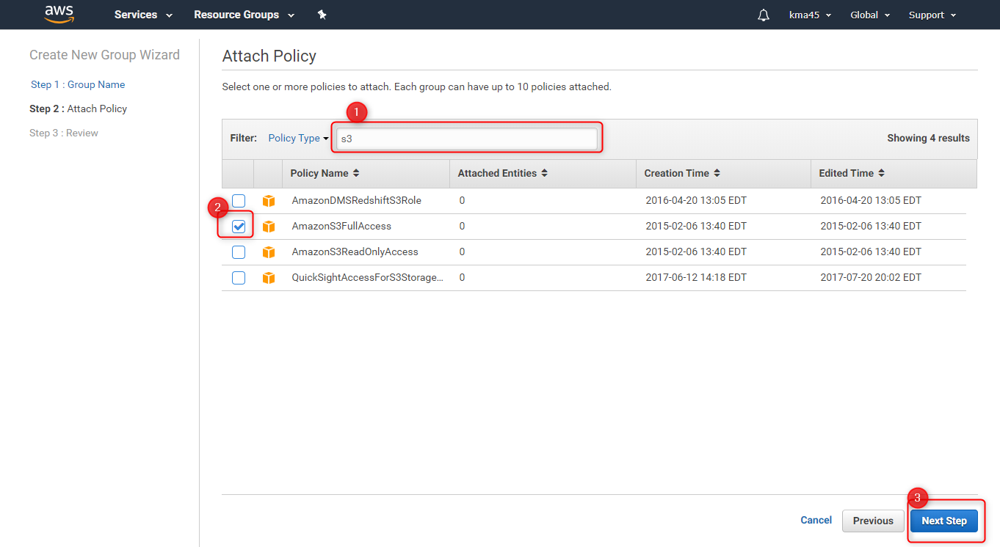 aws Services Resource Groups kma45 Global Support
Create New Group Wizard
Step 1 : Group Name
Step 2 : Attach Policy
Step 3 : Review
Attach Policy
Select one or more policies to attach. Each group can have up to 10 policies attached.
1
Filter: Policy Type s3 Showing 4 results
Policy Name Attached Entities Creation Time Edited Time
AmazonDMSRedshiftS3Role 0 2016-04-20 13:05 EDT 2016-04-20 13:05 EDT
2
AmazonS3FullAccess 0 2015-02-06 13:40 EDT 2015-02-06 13:40 EDT
AmazonS3ReadOnlyAccess 0 2015-02-06 13:40 EDT 2015-02-06 13:40 EDT
QuickSightAccessForS3Storage... 0 2017-06-12 14:18 EDT 2017-07-20 20:02 EDT
3
Cancel Previous Next Step